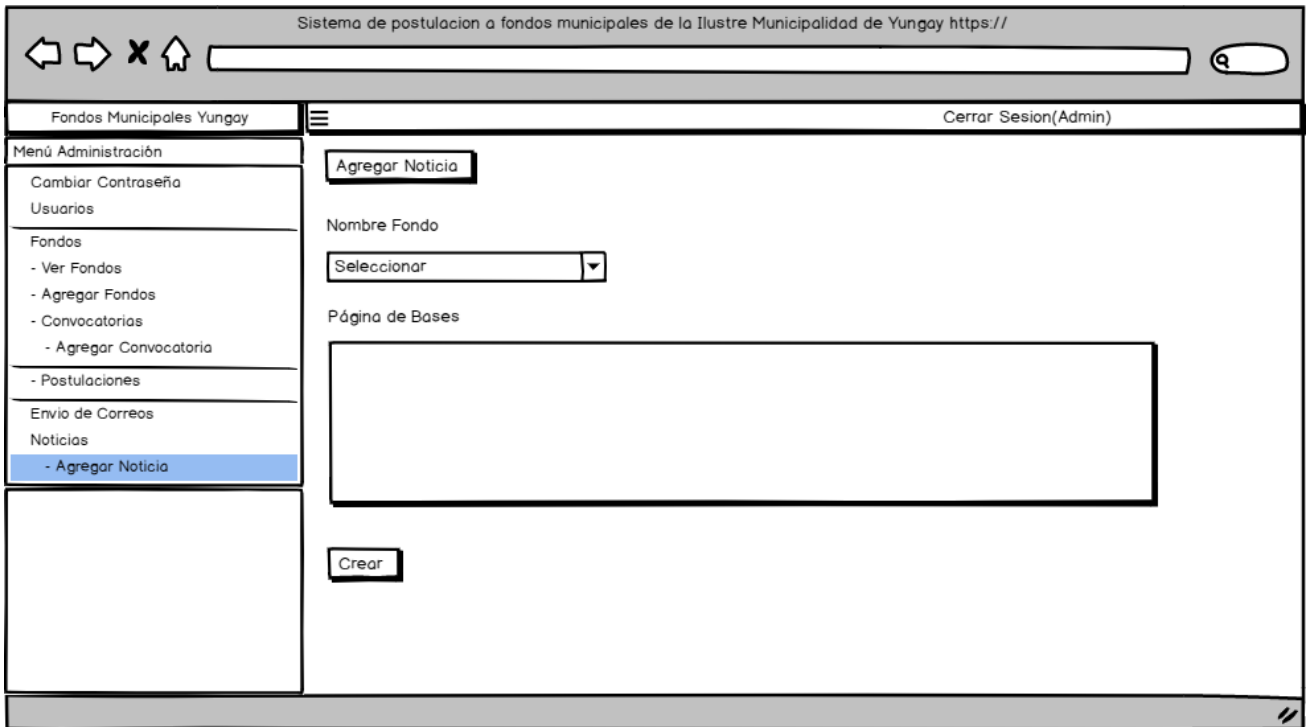 Sistema de postulacion a fondos municipales de la Ilustre Municipalidad de Yungay https://
Fondos Municipales Yungay
Cerrar Sesion(Admin)
Menú Administración
Cambiar Contraseña
Usuarios
Fondos
- Ver Fondos
- Agregar Fondos
- Convocatorias
- Agregar Convocatoria
- Postulaciones
Envio de Correos
Noticias
- Agregar Noticia
Agregar Noticia
Nombre Fondo
Seleccionar
Página de Bases
Crear